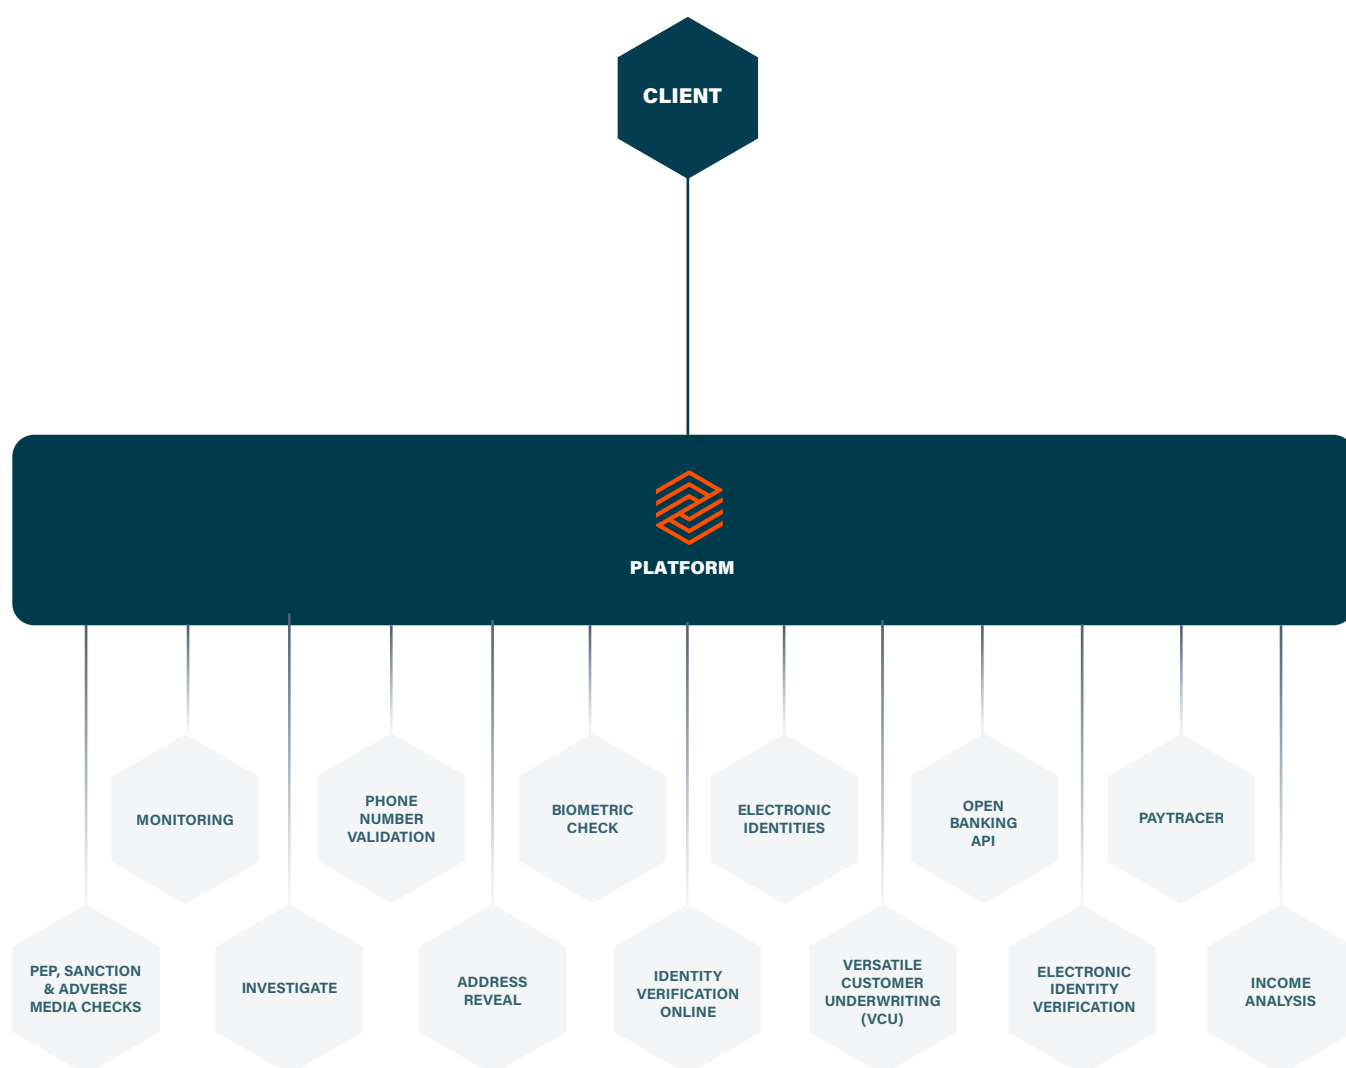 CLIENT
PLATFORM
MONITORING
PHONE
NUMBER
VALIDATION
BIOMETRIC
CHECK
ELECTRONIC
IDENTITIES
OPEN
BANKING
API
PAYTRACER
PEP, SANCTION
& ADVERSE
MEDIA CHECKS
INVESTIGATE
ADDRESS
REVEAL
IDENTITY
VERIFICATION
ONLINE
VERSATILE
CUSTOMER
UNDERWRITING
(VCU)
ELECTRONIC
IDENTITY
VERIFICATION
INCOME
ANALYSIS